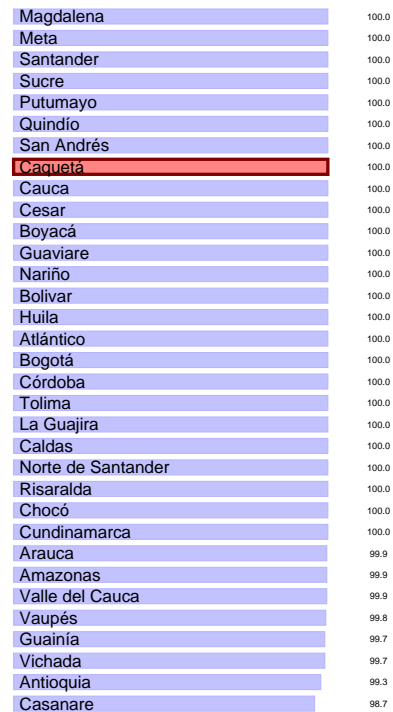 Magdalena 100.0
Meta 100.0
Santander 100.0
Sucre 100.0
Putumayo 100.0
Quindío 100.0
San Andrés 100.0
Caquetá 100.0
Cauca 100.0
Cesar 100.0
Boyacá 100.0
Guaviare 100.0
Nariño 100.0
Bolivar 100.0
Huila 100.0
Atlántico 100.0
Bogotá 100.0
Córdoba 100.0
Tolima 100.0
La Guajira 100.0
Caldas 100.0
Norte de Santander 100.0
Risaralda 100.0
Chocó 100.0
Cundinamarca 100.0
Arauca 99.9
Amazonas 99.9
Valle del Cauca 99.9
Vaupés 99.8
Guainía 99.7
Vichada 99.7
Antioquia 99.3
Casanare 98.7